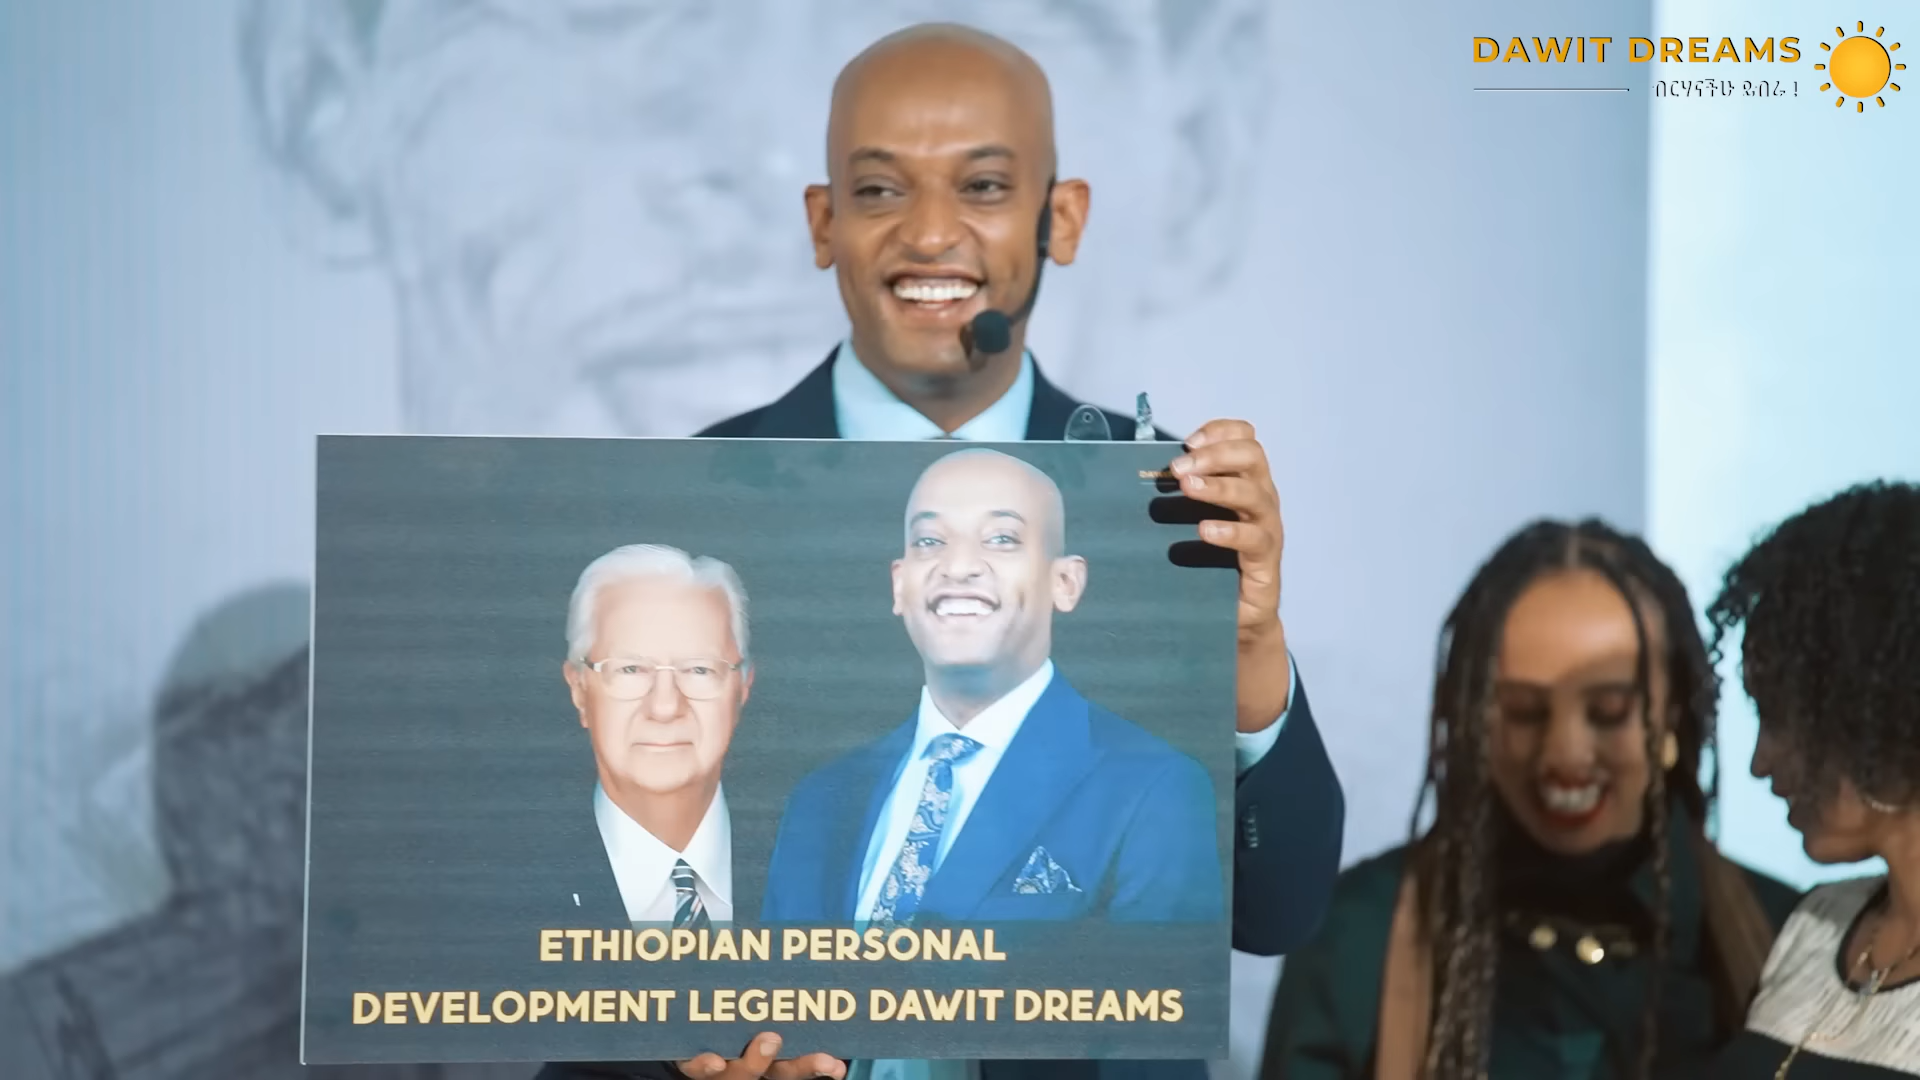 DAWIT DREAMS
ብርሃናችሁ ይብራ!
ETHIOPIAN PERSONAL
DEVELOPMENT LEGEND DAWIT DREAMS